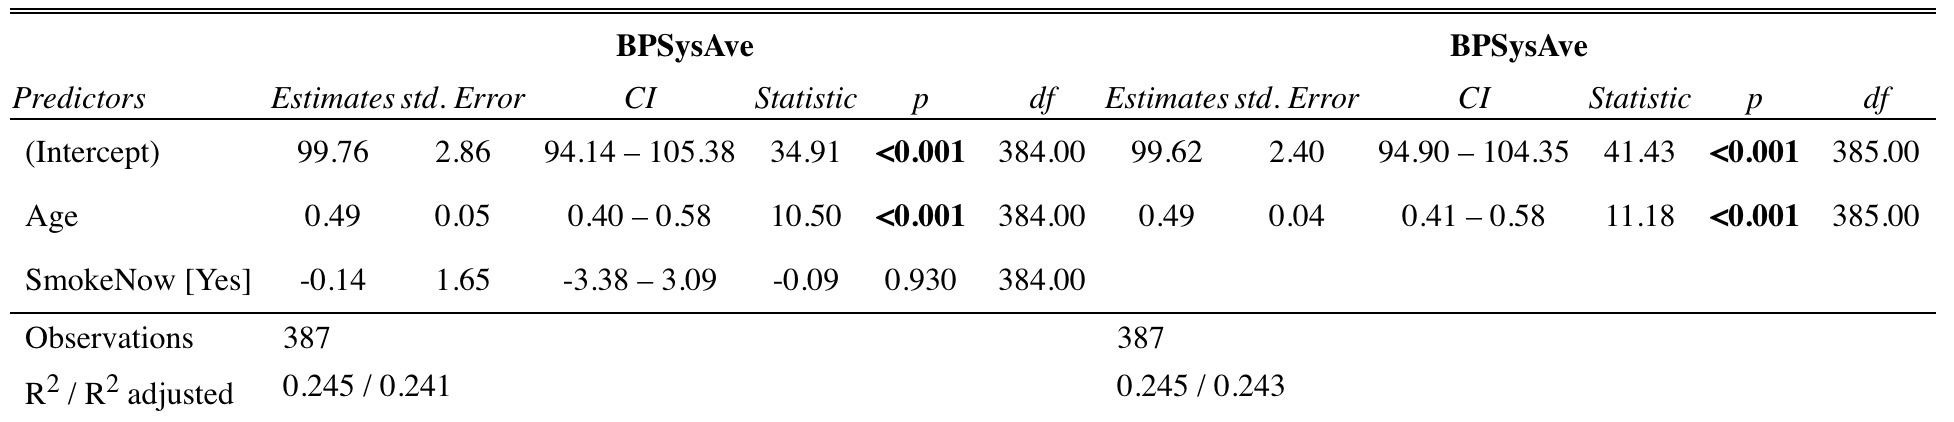 BPSysAve BPSysAve
Predictors Estimates std. Error CI Statistic p df Estimates std. Error CI Statistic p df
(Intercept) 99.76 2.86 94.14 – 105.38 34.91 <0.001 384.00 99.62 2.40 94.90 – 104.35 41.43 <0.001 385.00
Age 0.49 0.05 0.40 – 0.58 10.50 <0.001 384.00 0.49 0.04 0.41 – 0.58 11.18 <0.001 385.00
SmokeNow [Yes] -0.14 1.65 -3.38 – 3.09 -0.09 0.930 384.00
Observations 387 387
R2 / R2 adjusted 0.245 / 0.241 0.245 / 0.243